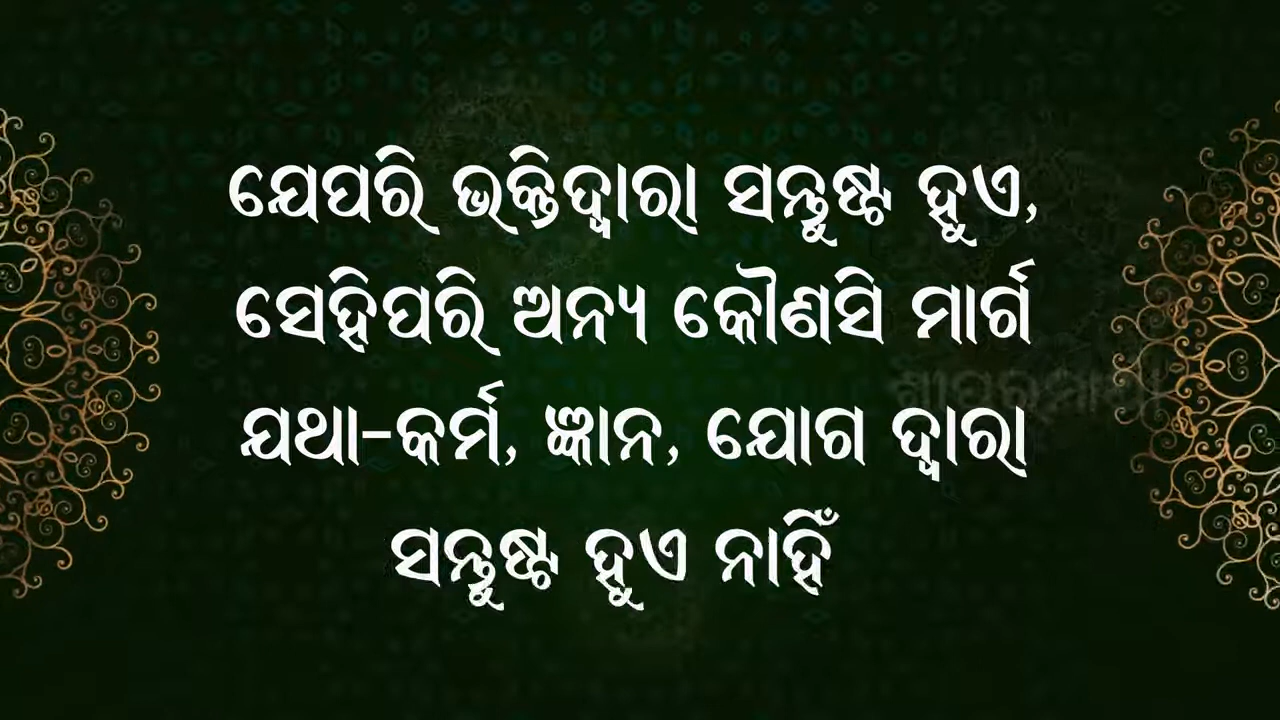 ଯେପରି ଭକ୍ତିଦ୍ୱାରା ସନ୍ତୁଷ୍ଟ ହୁଏ,
ସେହିପରି ଅନ୍ୟ କୌଣସି ମାର୍ଗ
ଯଥା-କର୍ମ, ଜ୍ଞାନ, ଯୋଗ ଦ୍ୱାରା
ସନ୍ତୁଷ୍ଟ ହୁଏ ନାହିଁ